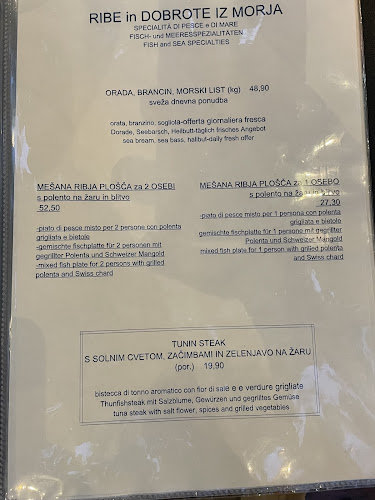 RIBE in DOBROTE IZ MORJA
SPECIALITÁ DI PESCE e DI MARE
FISCH- und MEERESSPEZIALITÄTEN
FISH and SEA SPECIALTIES
ORADA, BRANCIN, MORSKI LIST (kg) 48,90
sveža dnevna ponudba
orata, branzino, sogliola-offerta giornaliera fresca
Dorade, Seebarsch, Heilbutt-täglich frisches Angebot
sea bream, sea bass, halibut-daily fresh offer
MEŠANA RIBJA PLOŠČA za 2 OSEBI
s polento na žaru in blitvo
52,50
-piato di pesce misto per 2 persone con polenta
grigliata e bietole
-gemischte fischplatte für 2 personen mit
gegrillter Polenta und Schweizer Mangold
-mixed fish plate for 2 persons with grilled
polenta and Swiss chard
MEŠANA RIBJA PLOŠČA za 1 OSEBO
s polento na žaru in blitvo
27,30
-piato di pesce misto per 1 persona con polenta
grigliata e bietole
gemischte fischplatte für 1 personne mit gegrillter
Polenta und Schweizer Mangold
mixed fish plate for 1 person with grilled polenta
and Swiss chard
TUNIN STEAK
S SOLNIM CVETOM, ZAČIMBAMI IN ZELENJAVO NA ŽARU
(por.) 19,90
bistecca di tonno aromatico con fior di sale e e verdure grigliate
Thunfishsteak mit Salzblume, Gewürzen und gegrilltes Gemüse
tuna steak with salt flower, spices and grilled vegetables